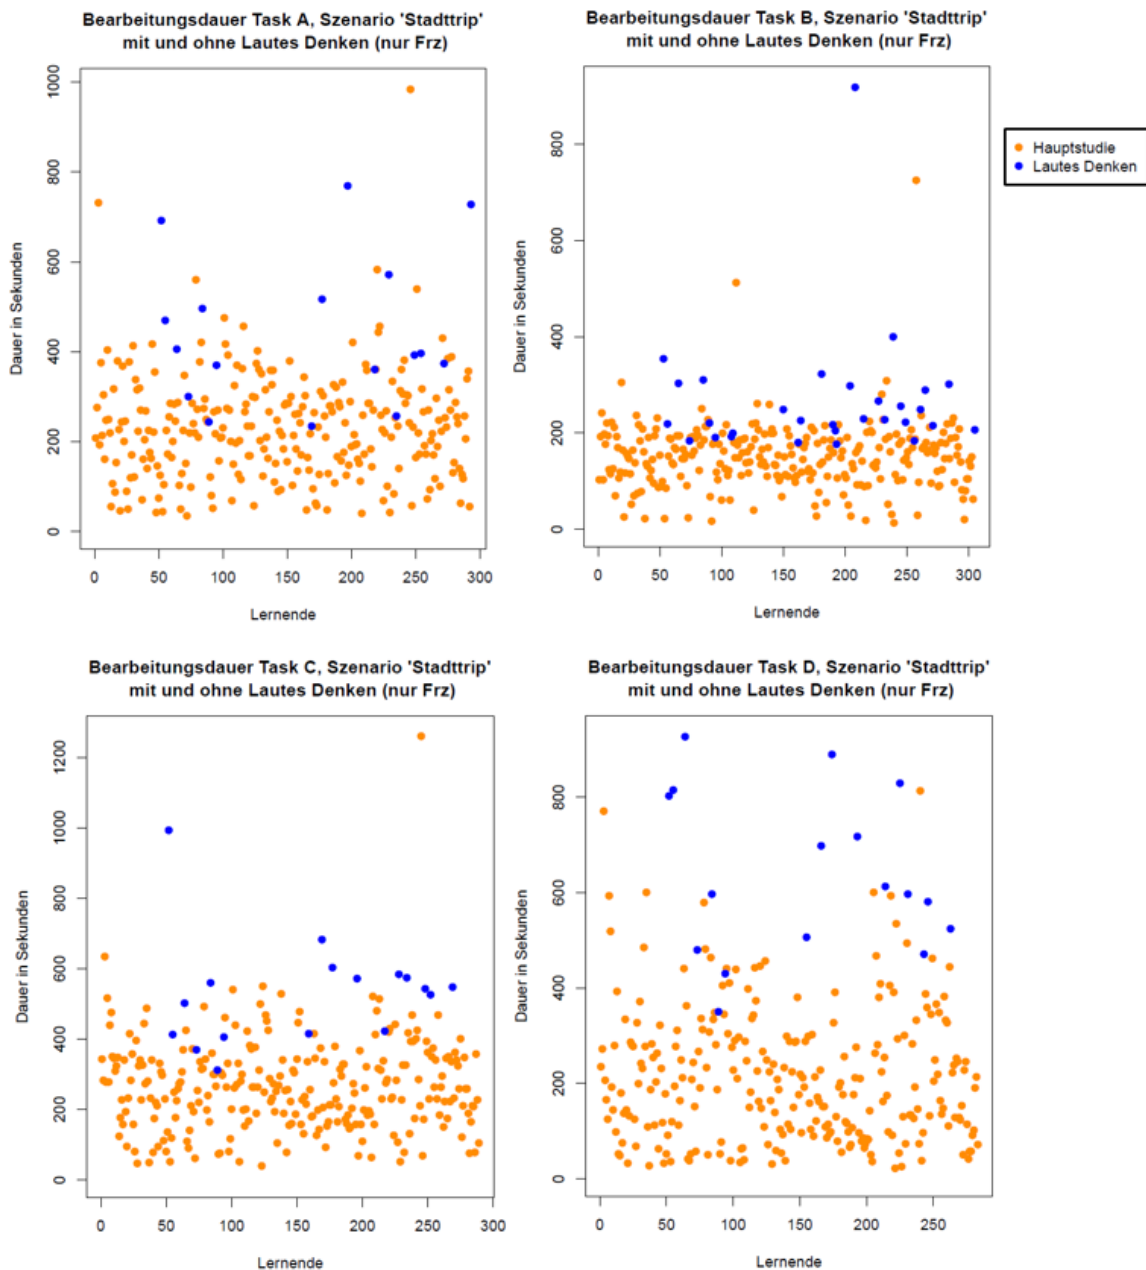 Bearbeitungsdauer Task A, Szenario 'Stadttrip'
mit und ohne Lautes Denken (nur Frz)
Dauer in Sekunden
1000
800
600
400
200
0
0 50 100 150 200 250 300
Lernende
Bearbeitungsdauer Task B, Szenario 'Stadttrip'
mit und ohne Lautes Denken (nur Frz)
Dauer in Sekunden
800
600
400
200
0
0 50 100 150 200 250 300
Lernende
Hauptstudie
Lautes Denken
Bearbeitungsdauer Task C, Szenario 'Stadttrip'
mit und ohne Lautes Denken (nur Frz)
Dauer in Sekunden
1200
1000
800
600
400
200
0
0 50 100 150 200 250 300
Lernende
Bearbeitungsdauer Task D, Szenario 'Stadttrip'
mit und ohne Lautes Denken (nur Frz)
Dauer in Sekunden
800
600
400
200
0
0 50 100 150 200 250
Lernende